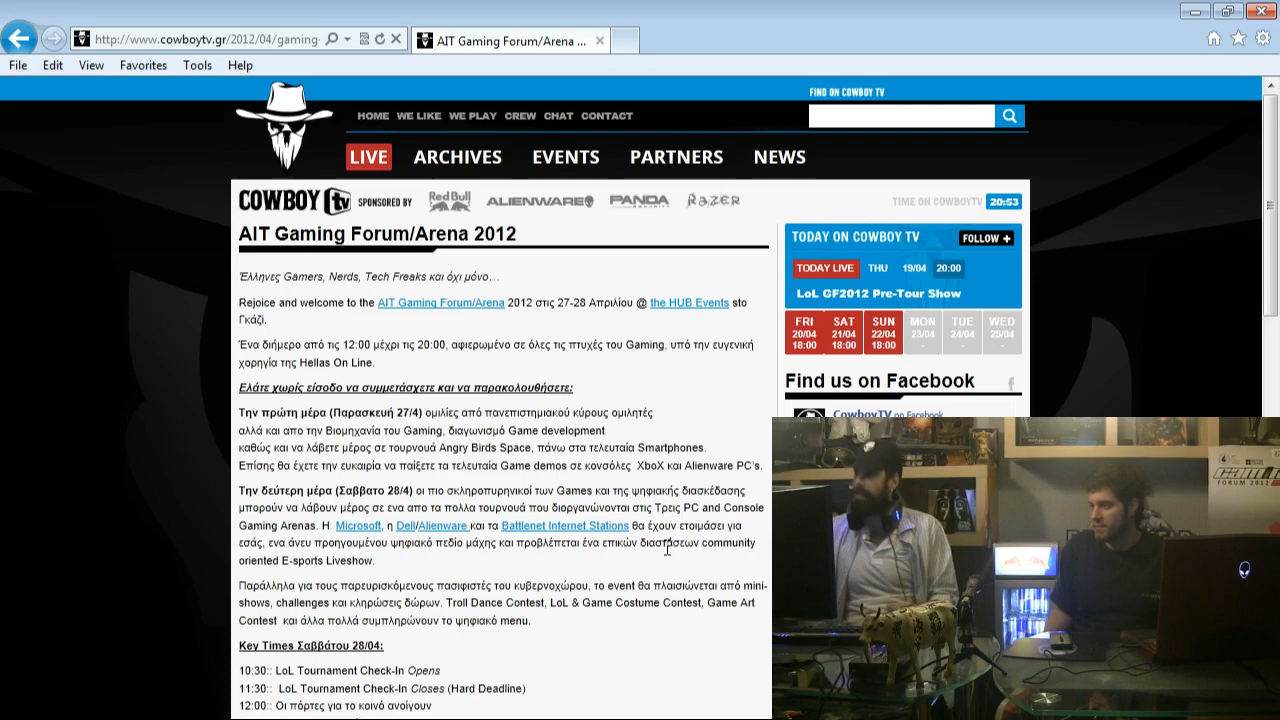 http://www.cowboytv.gr/2012/04/gaming-
AIT Gaming Forum/Arena ...
File Edit View Favorites Tools Help
FIND ON COWBOY TV
HOME WE LIKE WE PLAY CREW CHAT CONTACT
LIVE ARCHIVES EVENTS PARTNERS NEWS
COWBOY tv SPONSORED BY Red Bull ALIENWARE PANDA SECURITY RAZER
TIME ON COWBOYTV 20:53
AIT Gaming Forum/Arena 2012
Έλληνες Gamers, Nerds, Tech Freaks και όχι μόνο…
Rejoice and welcome to the AIT Gaming Forum/Arena 2012 στις 27-28 Απριλίου @ the HUB Events sto
Γκάζι.
Ένα διήμερο από τις 12:00 μέχρι τις 20:00, αφιερωμένο σε όλες τις πτυχές του Gaming, υπό την ευγενική
χορηγία της Hellas On Line.
Ελάτε χωρίς είσοδο να συμμετάσχετε και να παρακολουθήσετε:
Την πρώτη μέρα (Παρασκευή 27/4) ομιλίες από πανεπιστημιακού κύρους ομιλητές
αλλά και απο την Βιομηχανία του Gaming, διαγωνισμό Game development
καθώς και να λάβετε μέρος σε τουρνουά Angry Birds Space, πάνω στα τελευταία Smartphones.
Επίσης θα έχετε την ευκαιρία να παίξετε τα τελευταία Game demos σε κονσόλες XboX και Alienware PC's.
Την δεύτερη μέρα (Σαββατο 28/4) οι πιο σκληροπυρηνικοί των Games και της ψηφιακής διασκέδασης
μπορούν να λάβουν μέρος σε ενα απο τα πολλα τουρνουά που διοργανώνονται στις Τρεις PC and Console
Gaming Arenas. Η Microsoft, η Dell/Alienware και τα Battlenet Internet Stations θα έχουν ετοιμάσει για
εσάς, ενα άνευ προηγουμένου ψηφιακό πεδίο μάχης και προβλέπεται ένα επικών διαστάσεων community
oriented E-sports Liveshow.
Παράλληλα για τους παρευρισκόμενους πασιφιστές του κυβερνοχώρου, το event θα πλαισιώνεται από mini-
shows, challenges και κληρώσεις δώρων. Troll Dance Contest, LoL & Game Costume Contest, Game Art
Contest και άλλα πολλά συμπληρώνουν το ψηφιακό menu.
Key Times Σαββάτου 28/04:
10:30:: LoL Tournament Check-In Opens
11:30:: LoL Tournament Check-In Closes (Hard Deadline)
12:00:: Οι πόρτες για το κοινό ανοίγουν
TODAY ON COWBOY TV FOLLOW +
TODAY LIVE THU 19/04 20:00
LoL GF2012 Pre-Tour Show
FRI SAT SUN MON TUE WED
20/04 21/04 22/04 23/04 24/04 25/04
18:00 18:00 18:00 - - -
Find us on Facebook
CowboyTV on Facebook
FORUM 2012